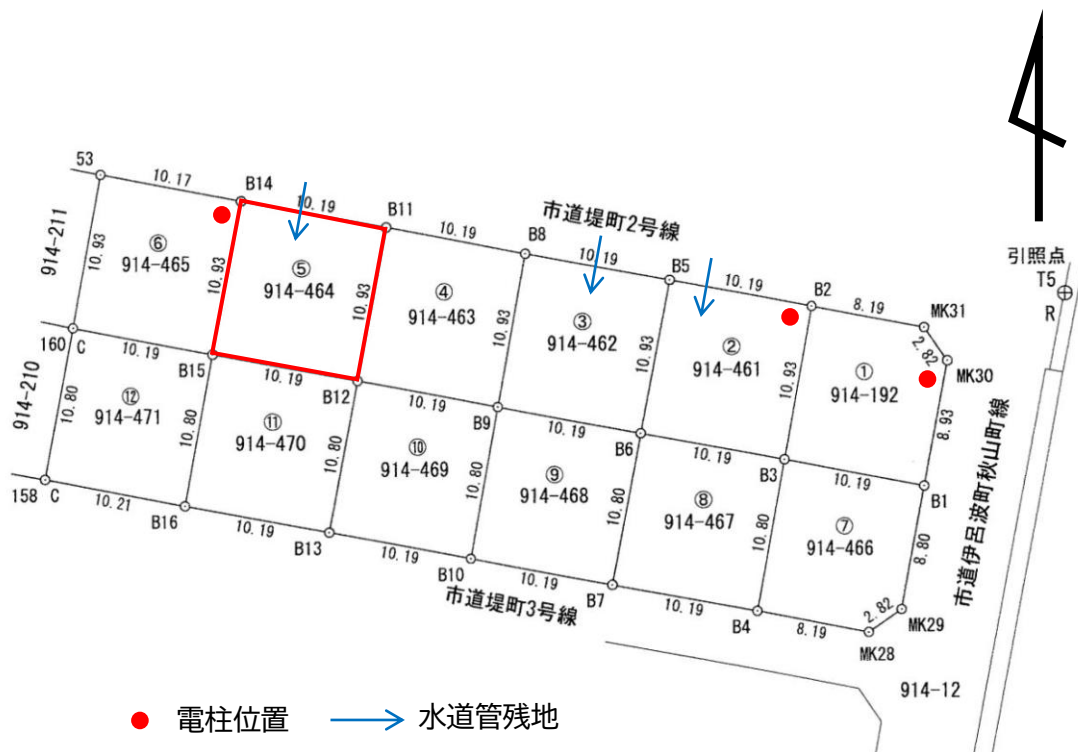 53
10.17
B14
10.19
B11
10.19
B8
市道堤町2号線
10.19
B5
10.19
B2
8.19
MK31
2.82
MK30
引照点
T5
R
914-211
10.93
⑥
914-465
10.93
⑤
914-464
10.93
④
914-463
10.93
③
914-462
10.93
②
914-461
10.93
①
914-192
8.93
市道伊呂波町秋山町線
160 C
10.19
B15
10.19
B12
10.19
B9
10.19
B6
10.19
B3
10.19
B1
914-210
10.80
⑫
914-471
10.80
⑪
914-470
10.80
⑩
914-469
10.80
⑨
914-468
10.80
⑧
914-467
10.80
⑦
914-466
8.80
158 C
10.21
B16
10.19
B13
10.19
B10
10.19
B7
10.19
B4
8.19
MK28
2.82
MK29
市道堤町3号線
914-12
電柱位置
水道管残地